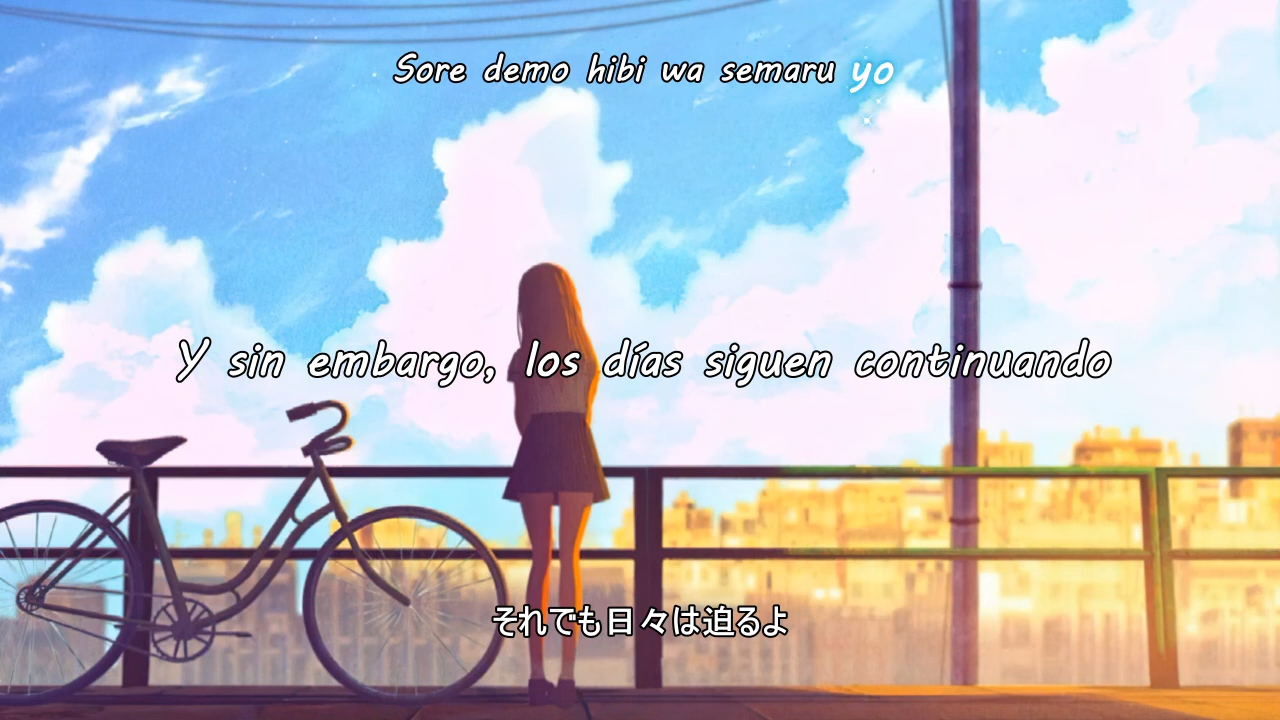 Sore demo hibi wa semaru yo
Y sin embargo, los días siguen continuando
それでも日々は迫るよ